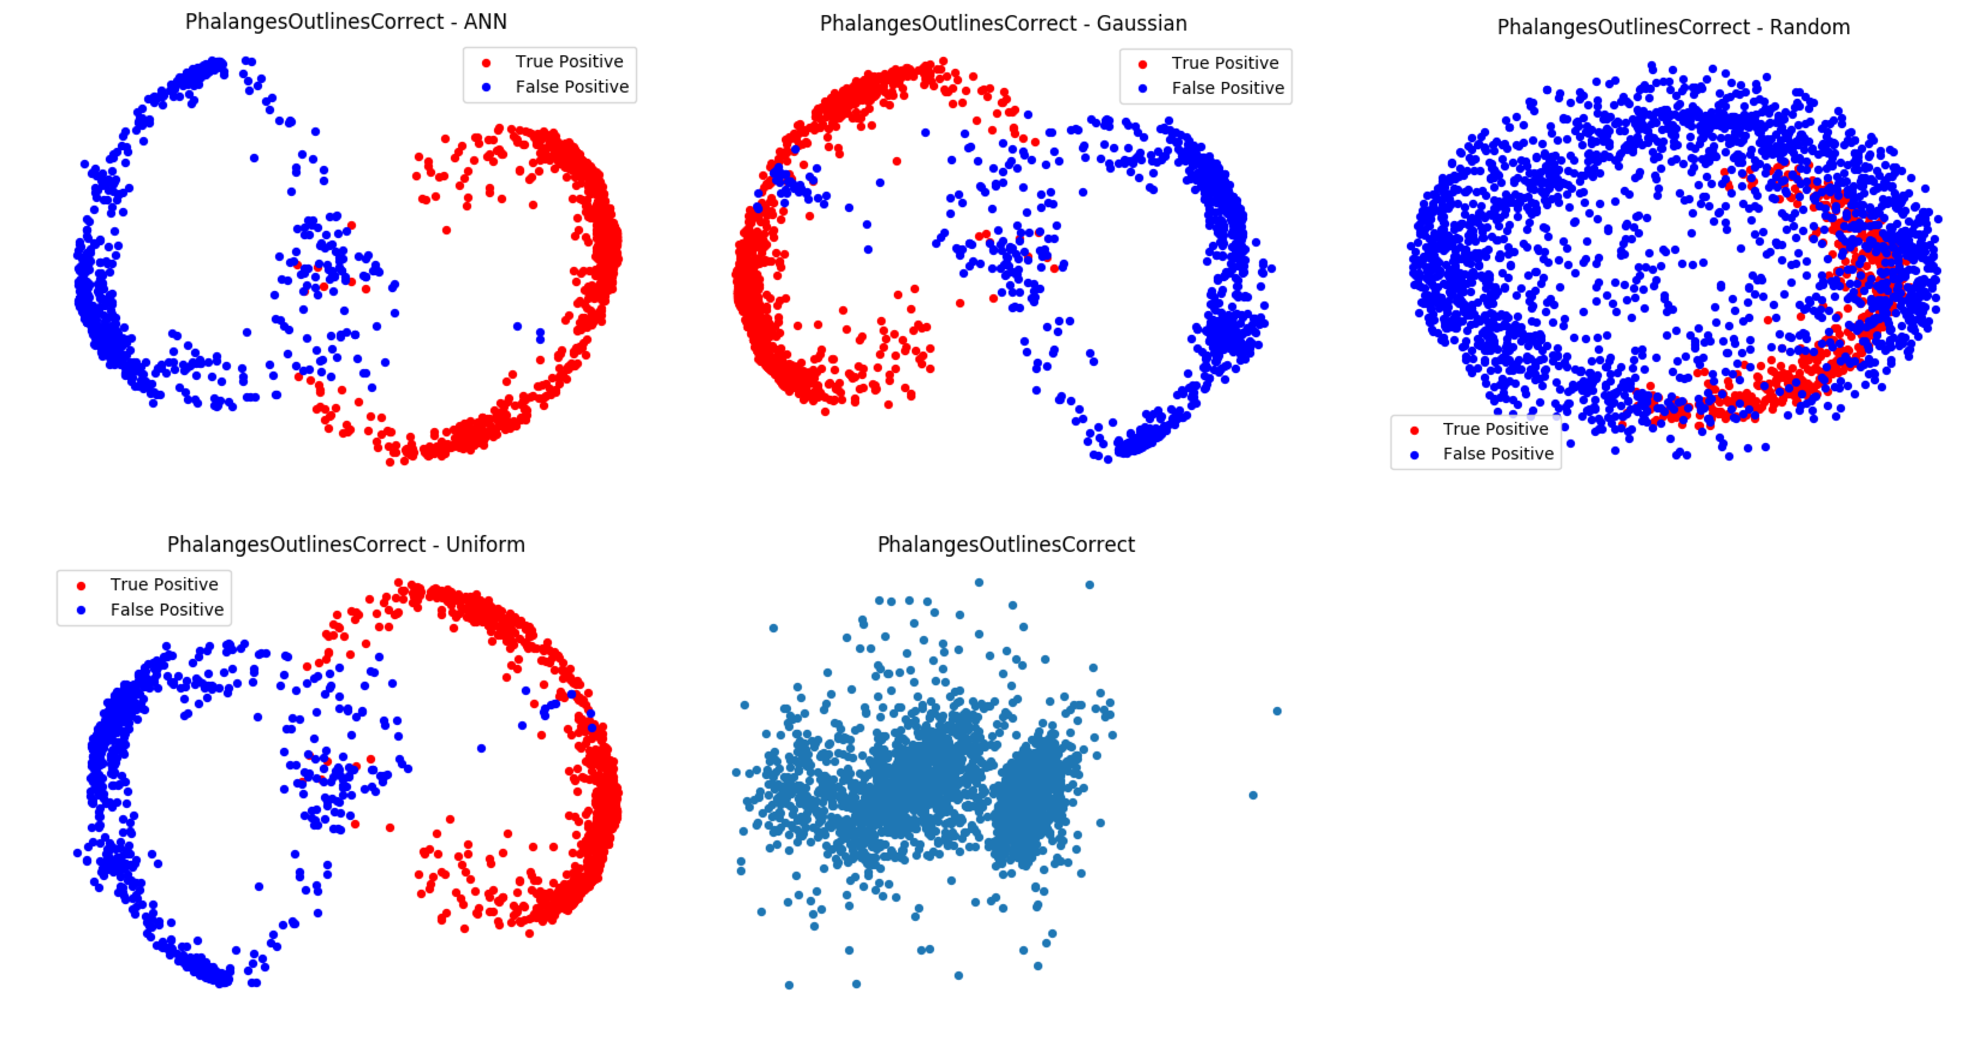 PhalangesOutlinesCorrect - ANN
True Positive
False Positive
PhalangesOutlinesCorrect - Gaussian
True Positive
False Positive
PhalangesOutlinesCorrect - Random
True Positive
False Positive
PhalangesOutlinesCorrect - Uniform
True Positive
False Positive
PhalangesOutlinesCorrect